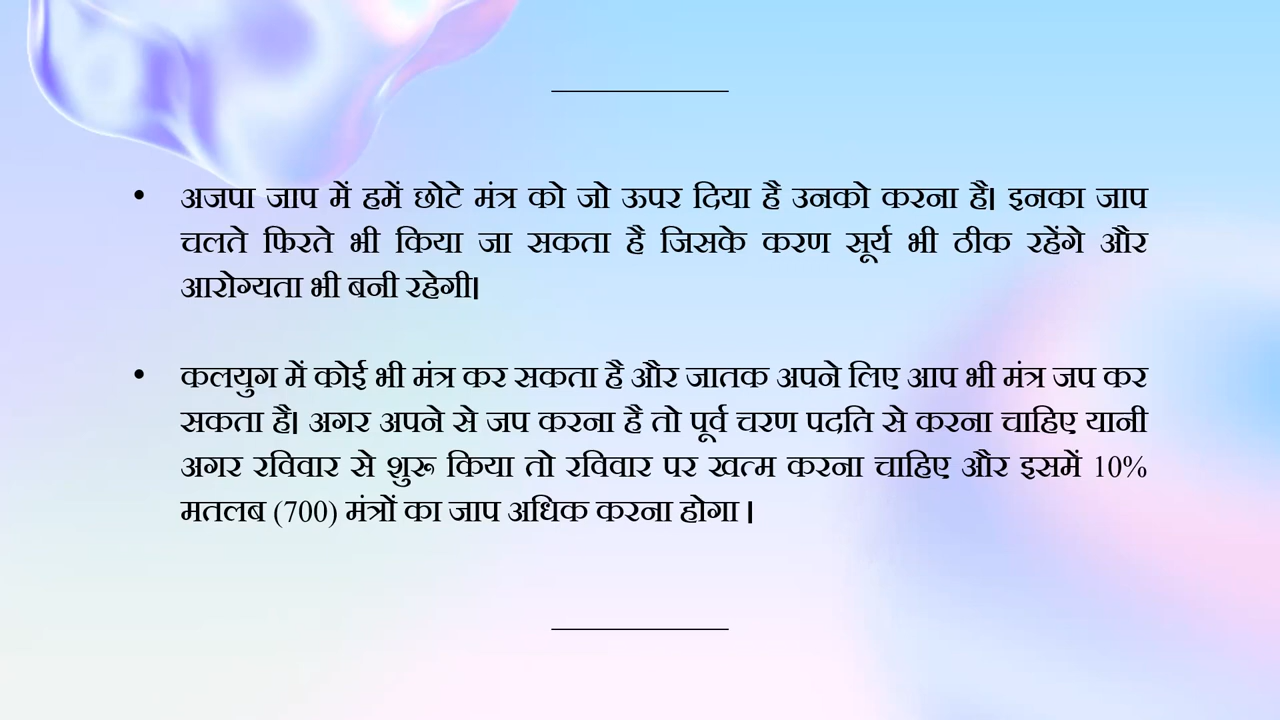 • अजपा जाप में हमें छोटे मंत्र को जो ऊपर दिया है उनको करना है। इनका जाप
चलते फिरते भी किया जा सकता है जिसके करण सूर्य भी ठीक रहेंगे और
आरोग्यता भी बनी रहेगी।
• कलयुग में कोई भी मंत्र कर सकता है और जातक अपने लिए आप भी मंत्र जप कर
सकता है। अगर अपने से जप करना है तो पूर्व चरण पदति से करना चाहिए यानी
अगर रविवार से शुरू किया तो रविवार पर खत्म करना चाहिए और इसमें 10%
मतलब (700) मंत्रों का जाप अधिक करना होगा ।